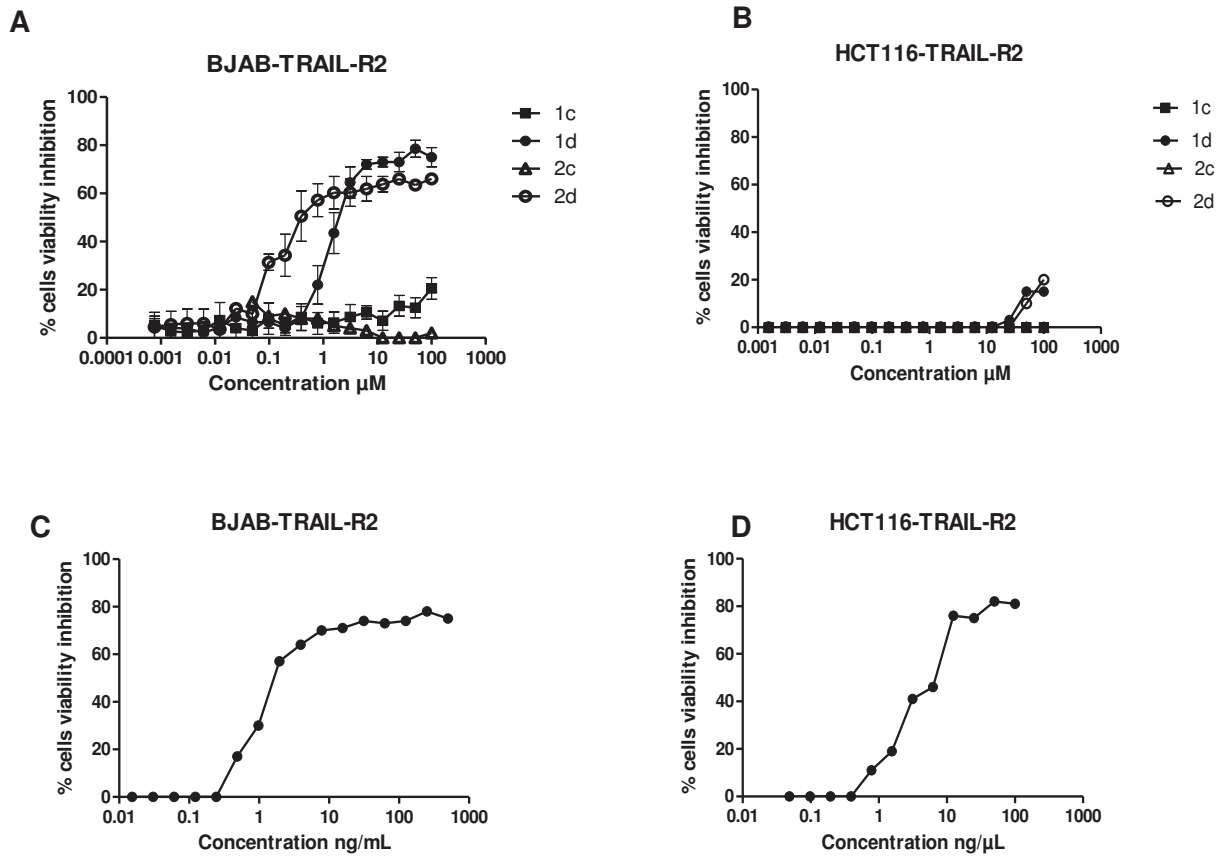 A
BJAB-TRAIL-R2
% cells viability inhibition
100
80
60
40
20
0
0.0001
0.001
0.01
0.1
1
10
100
1000
Concentration µM
1c
1d
2c
2d
B
HCT116-TRAIL-R2
% cells viability inhibition
100
80
60
40
20
0
0.001
0.01
0.1
1
10
100
1000
Concentration µM
1c
1d
2c
2d
C
BJAB-TRAIL-R2
% cells viability inhibition
100
80
60
40
20
0
0.01
0.1
1
10
100
1000
Concentration ng/mL
D
HCT116-TRAIL-R2
% cells viability inhibition
100
80
60
40
20
0
0.01
0.1
1
10
100
1000
Concentration ng/µL